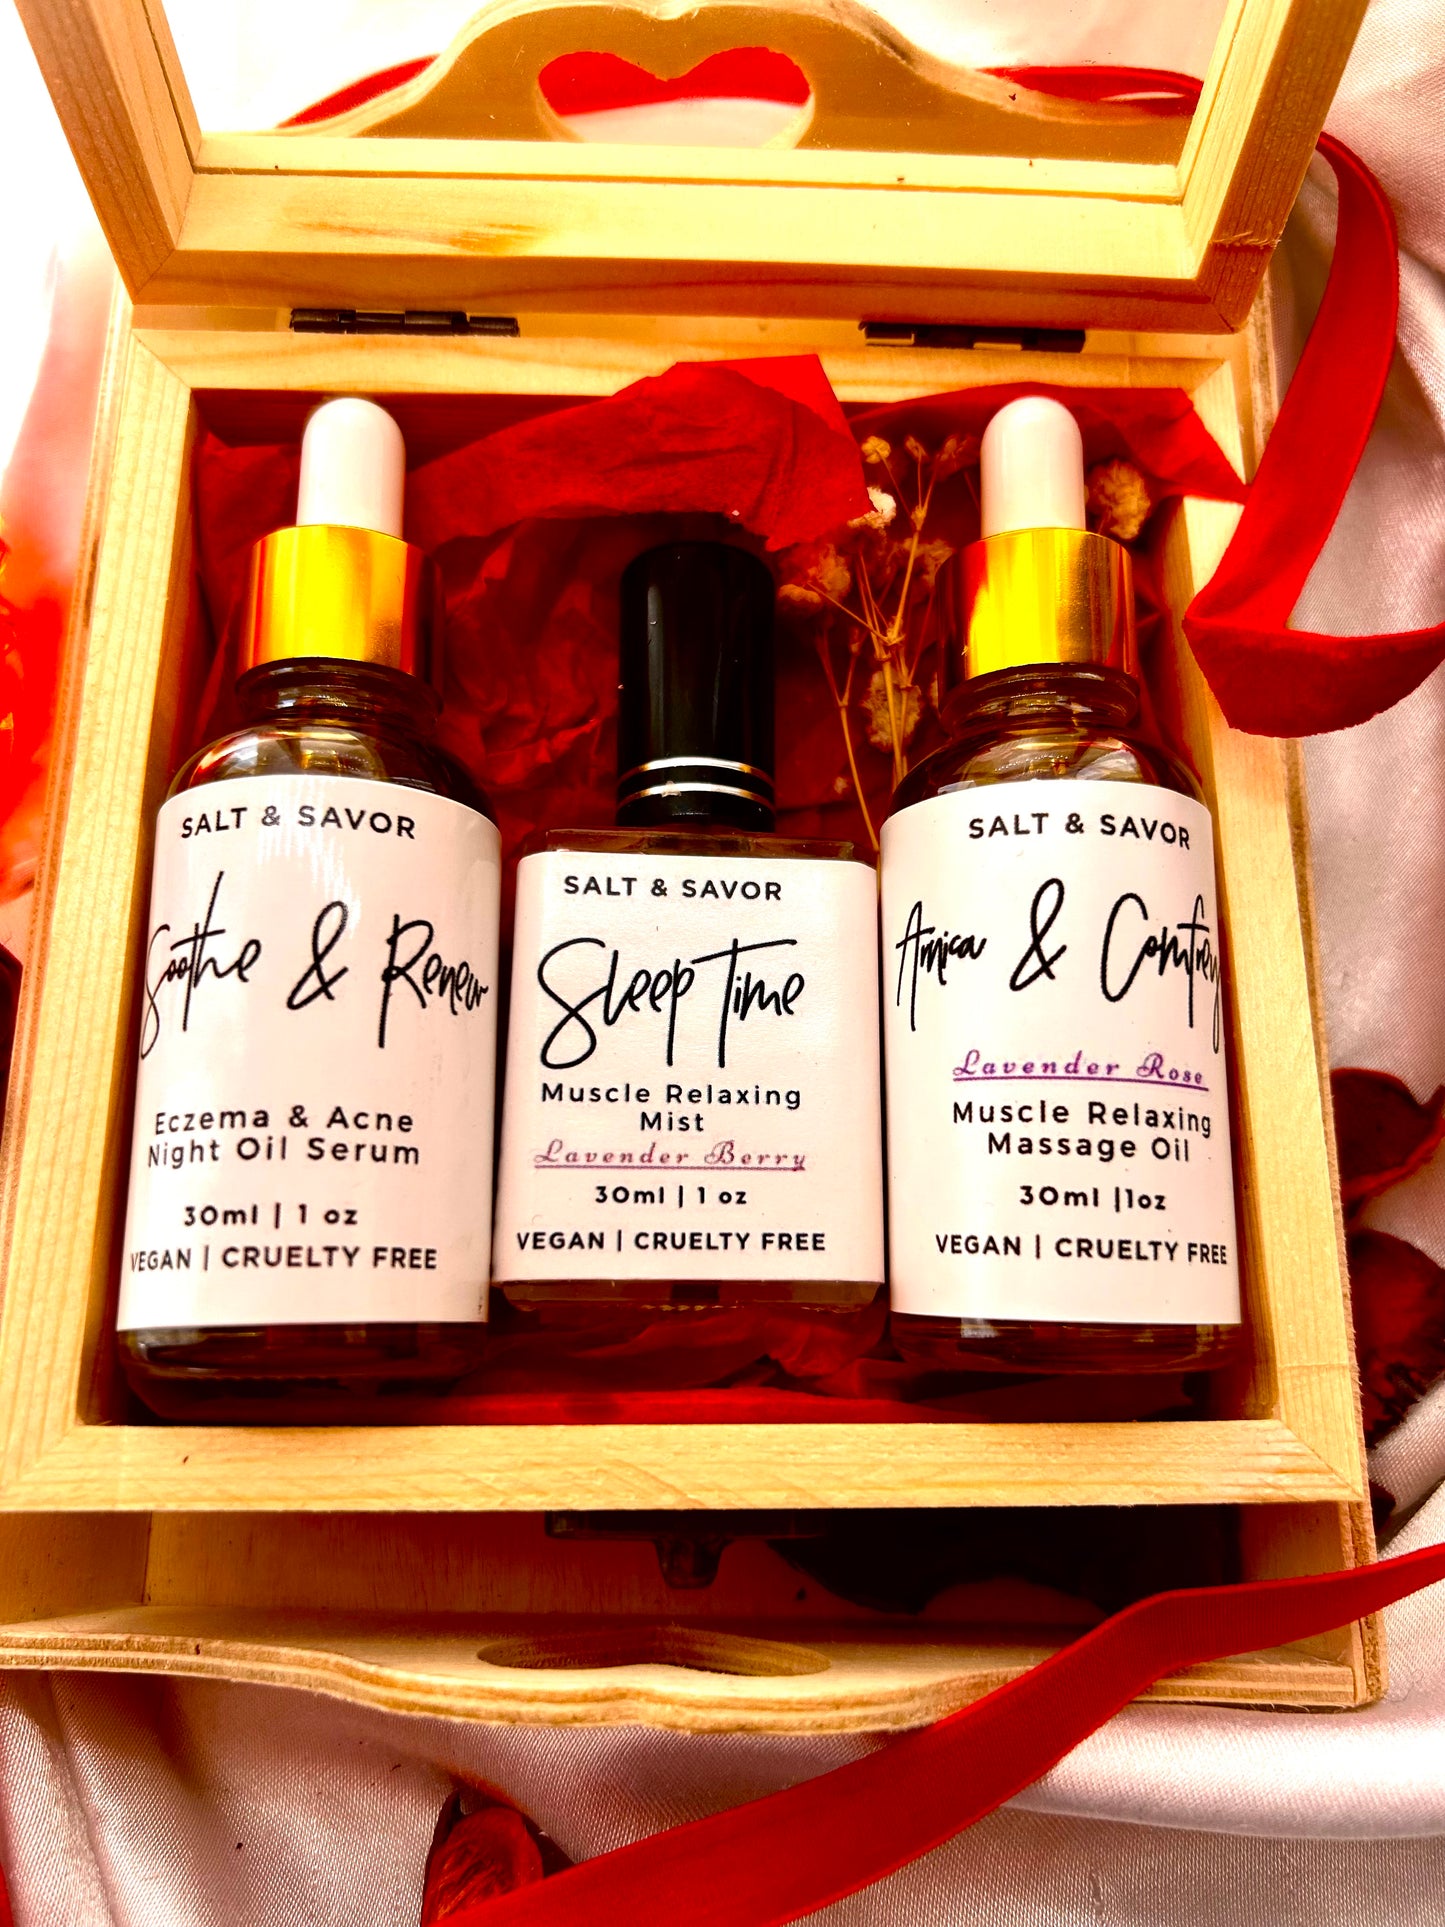 SALT & SAVOR
Soothe & Renew
Eczema & Acne
Night Oil Serum
30ml | 1 oz
VEGAN | CRUELTY FREE
SALT & SAVOR
Sleep Time
Muscle Relaxing
Mist
Lavender Berry
30ml | 1 oz
VEGAN | CRUELTY FREE
SALT & SAVOR
Arnica & Comfrey
Lavender Rose
Muscle Relaxing
Massage Oil
30ml |1oz
VEGAN | CRUELTY FREE